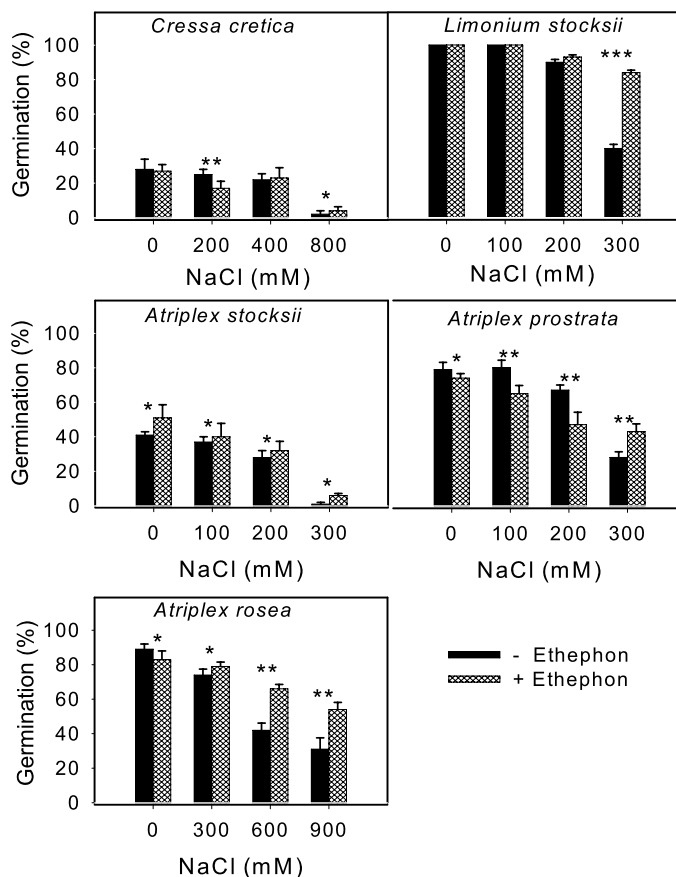 Cressa cretica
Limonium stocksii
Germination (%)
100
80
60
40
20
0
**
*
***
0 200 400 800
0 100 200 300
NaCl (mM)
NaCl (mM)
Atriplex stocksii
Atriplex prostrata
Germination (%)
100
80
60
40
20
0
*
*
*
*
*
**
**
**
0 100 200 300
0 100 200 300
NaCl (mM)
NaCl (mM)
Atriplex rosea
Germination (%)
100
80
60
40
20
0
*
*
**
**
0 300 600 900
NaCl (mM)
- Ethephon
+ Ethephon